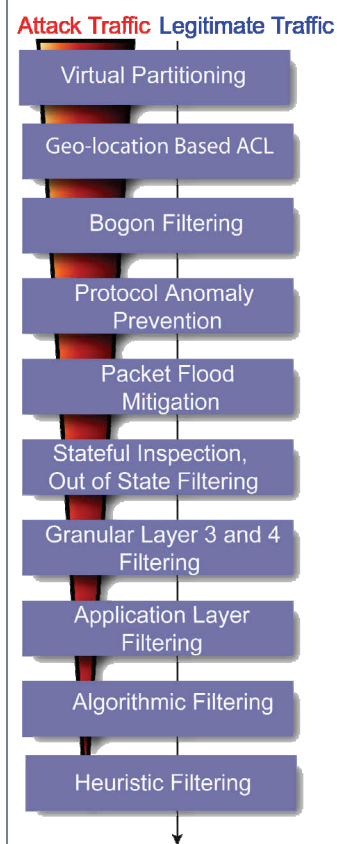 Attack Traffic Legitimate Traffic
Virtual Partitioning
Geo-location Based ACL
Bogon Filtering
Protocol Anomaly
Prevention
Packet Flood
Mitigation
Stateful Inspection,
Out of State Filtering
Granular Layer 3 and 4
Filtering
Application Layer
Filtering
Algorithmic Filtering
Heuristic Filtering